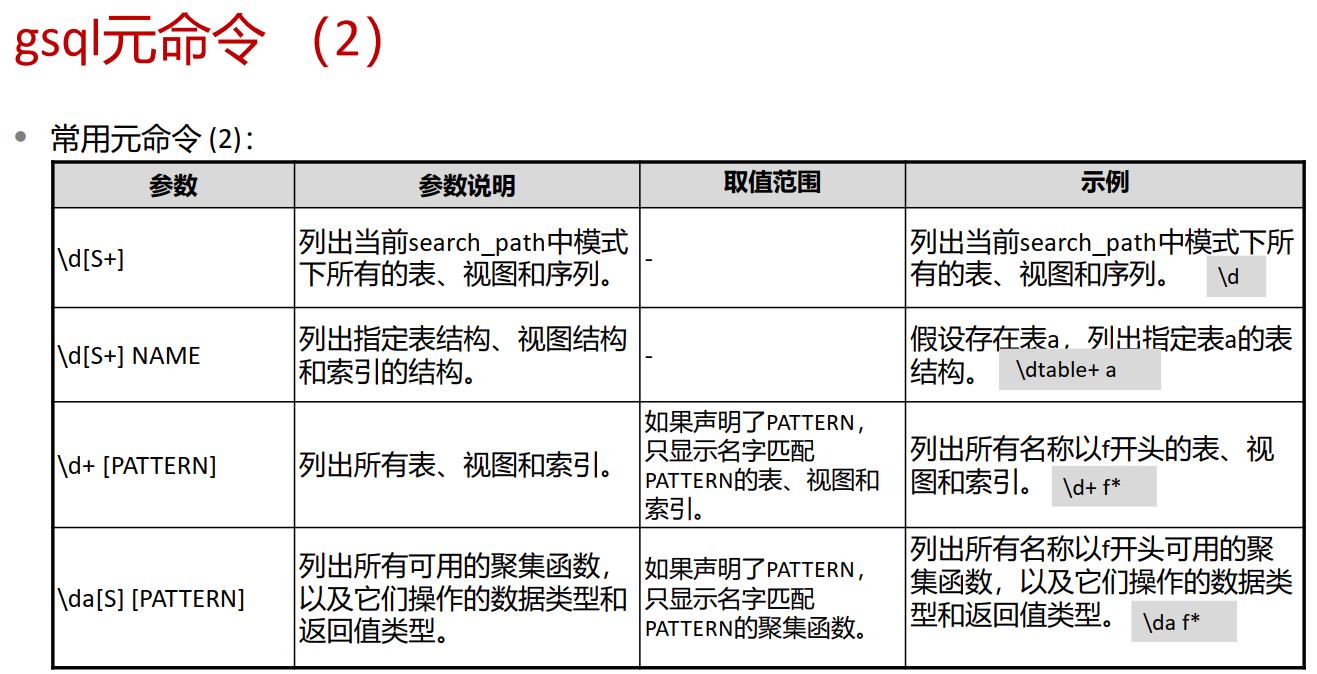 gsql元命令 （2）
• 常用元命令 (2)：
参数
参数说明
取值范围
示例
\d[S+]
列出当前search_path中模式
下所有的表、视图和序列。
-
列出当前search_path中模式下所
有的表、视图和序列。
\d
\d[S+] NAME
列出指定表结构、视图结构
和索引的结构。
-
假设存在表a，列出指定表a的表
结构。
\dtable+ a
\d+ [PATTERN]
列出所有表、视图和索引。
如果声明了PATTERN，
只显示名字匹配
PATTERN的表、视图和
索引。
列出所有名称以f开头的表、视
图和索引。
\d+ f*
\da[S] [PATTERN]
列出所有可用的聚集函数，
以及它们操作的数据类型和
返回值类型。
如果声明了PATTERN，
只显示名字匹配
PATTERN的聚集函数。
列出所有名称以f开头可用的聚
集函数，以及它们操作的数据类
型和返回值类型。
\da f*